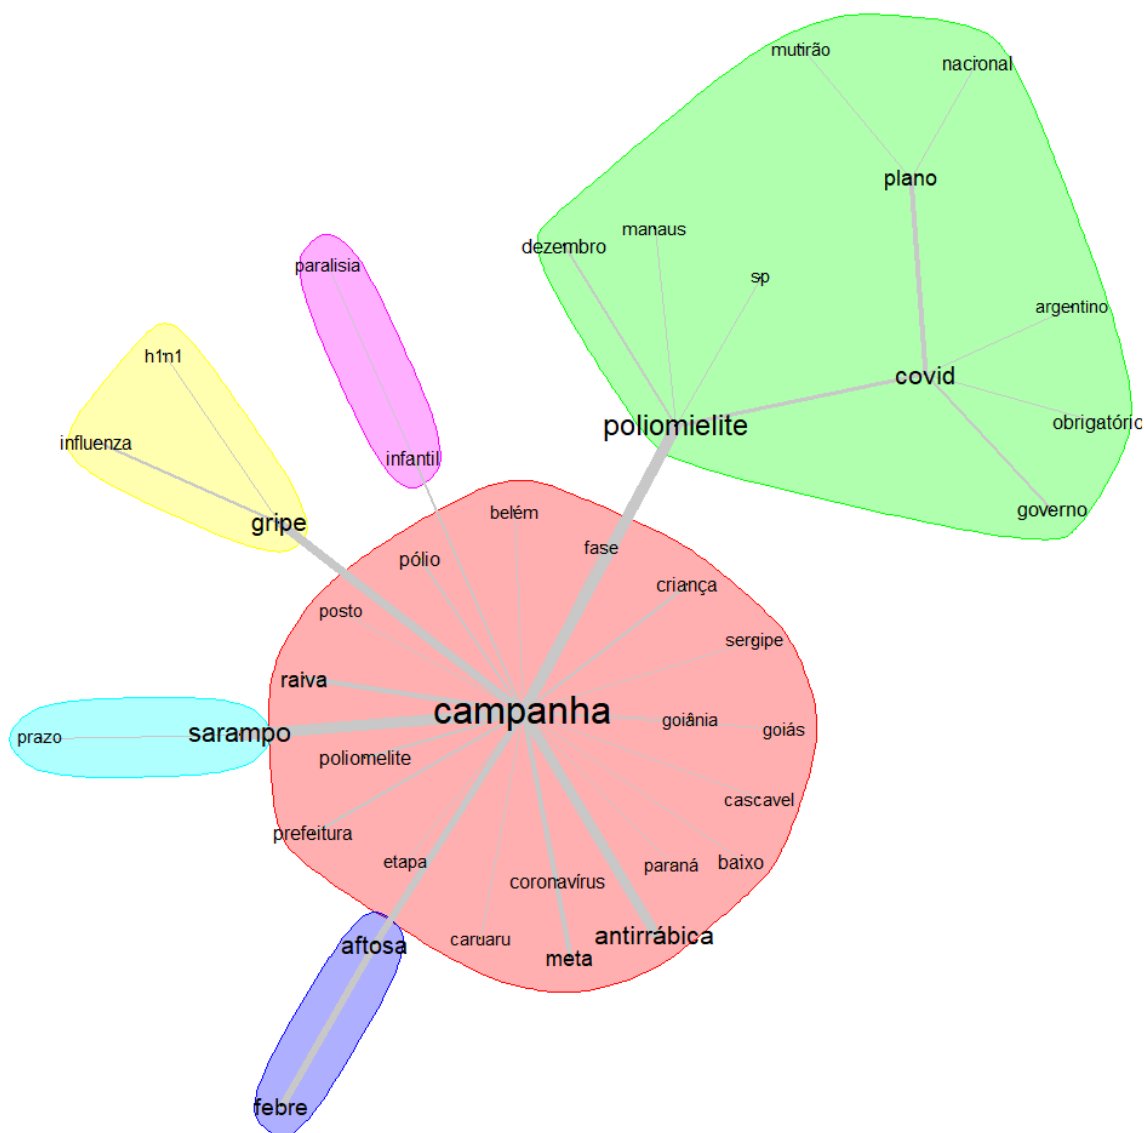 mutirão
nacional
plano
manaus
dezembro
paralisia
sp
argentino
h1n1
covid
obrigatório
poliomielite
influenza
infantil
governo
belém
gripe
fase
pólio
criança
posto
sergipe
raiva
campanha
goiânia
goiás
sarampo
prazo
poliomelite
cascavel
prefeitura
etapa
baixo
paraná
coronavírus
antirrábica
caruaru
aftosa
meta
febre